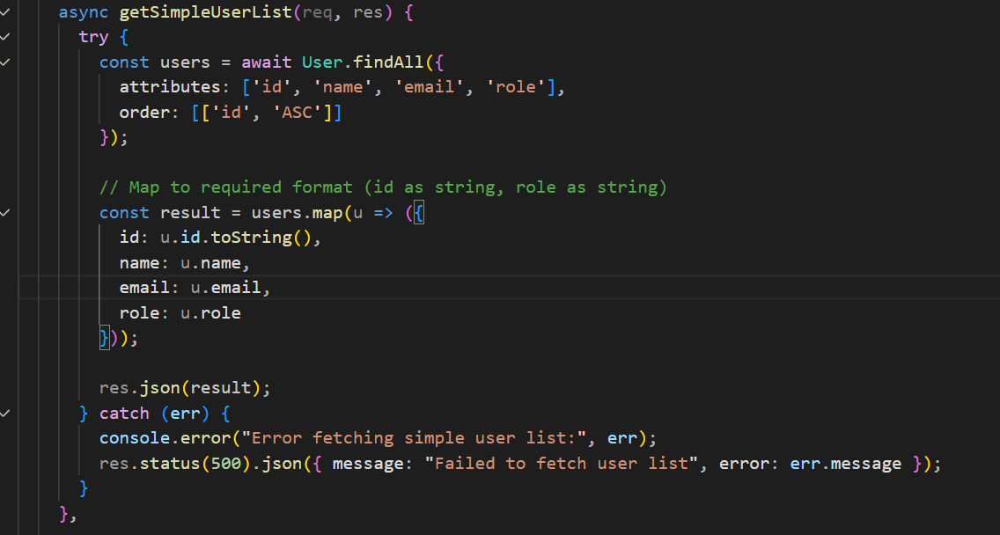 async getSimpleUserList(req, res) {
try {
const users = await User.findAll({
attributes: ['id', 'name', 'email', 'role'],
order: [['id', 'ASC']]
});
// Map to required format (id as string, role as string)
const result = users.map(u => ({
id: u.id.toString(),
name: u.name,
email: u.email,
role: u.role
}));
res.json(result);
} catch (err) {
console.error("Error fetching simple user list:", err);
res.status(500).json({ message: "Failed to fetch user list", error: err.message });
}
},